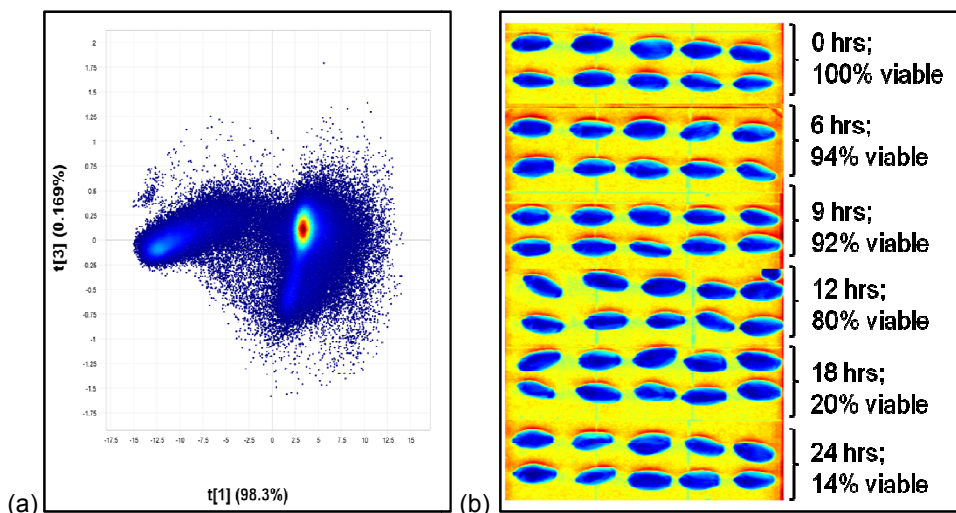 t[3] (0.169%)
2
1.75
1.5
1.25
1
0.75
0.5
0.25
0
-0.25
-0.5
-0.75
-1
-1.25
-1.5
-1.75
-17.5 -15 -12.5 -10 -7.5 -5 -2.5 0 2.5 5 7.5 10 12.5 15
t[1] (98.3%)
(a)
0 hrs;
100% viable
6 hrs;
94% viable
9 hrs;
92% viable
12 hrs;
80% viable
18 hrs;
20% viable
24 hrs;
14% viable
(b)